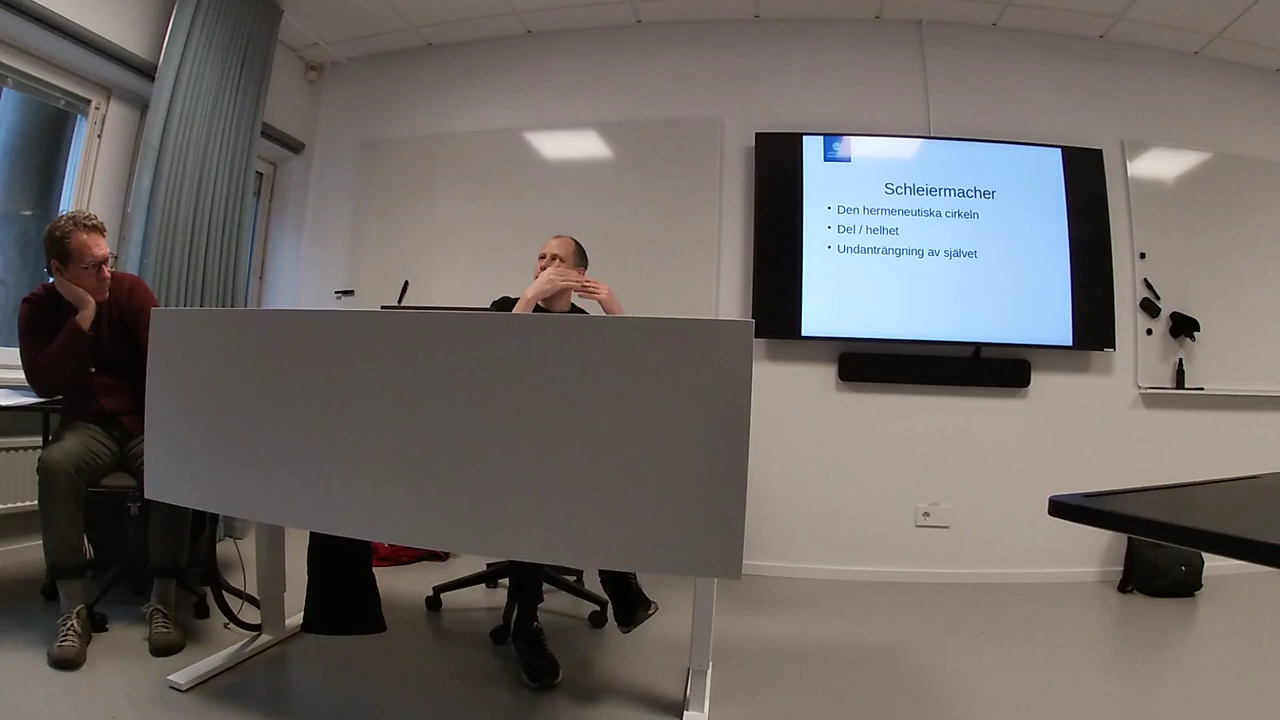 Schleiermacher
• Den hermeneutiska cirkeln
• Del / helhet
• Undanträngning av självet